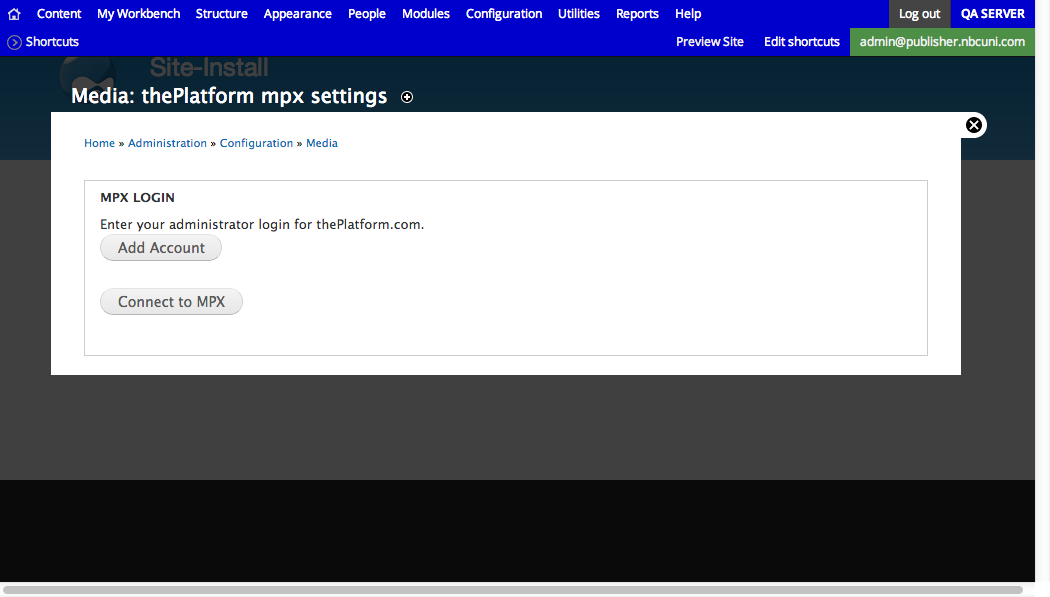 Content My Workbench Structure Appearance People Modules Configuration Utilities Reports Help Log out QA SERVER
Shortcuts Preview Site Edit shortcuts admin@publisher.nbcuni.com
Site-Install
Media: thePlatform mpx settings
Home » Administration » Configuration » Media
MPX LOGIN
Enter your administrator login for thePlatform.com.
Add Account
Connect to MPX